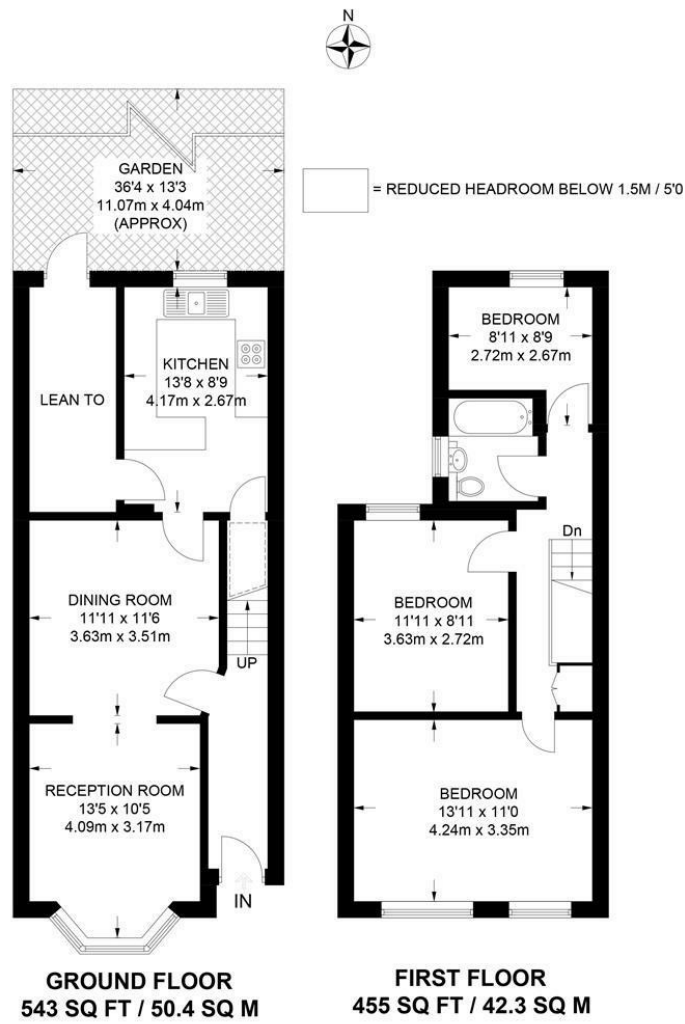 N
GARDEN
36'4 x 13'3
11.07m x 4.04m
(APPROX)
= REDUCED HEADROOM BELOW 1.5M / 5'0
KITCHEN
13'8 x 8'9
4.17m x 2.67m
LEAN TO
DINING ROOM
11'11 x 11'6
3.63m x 3.51m
UP
RECEPTION ROOM
13'5 x 10'5
4.09m x 3.17m
IN
GROUND FLOOR
543 SQ FT / 50.4 SQ M
BEDROOM
8'11 x 8'9
2.72m x 2.67m
Dn
BEDROOM
11'11 x 8'11
3.63m x 2.72m
BEDROOM
13'11 x 11'0
4.24m x 3.35m
FIRST FLOOR
455 SQ FT / 42.3 SQ M